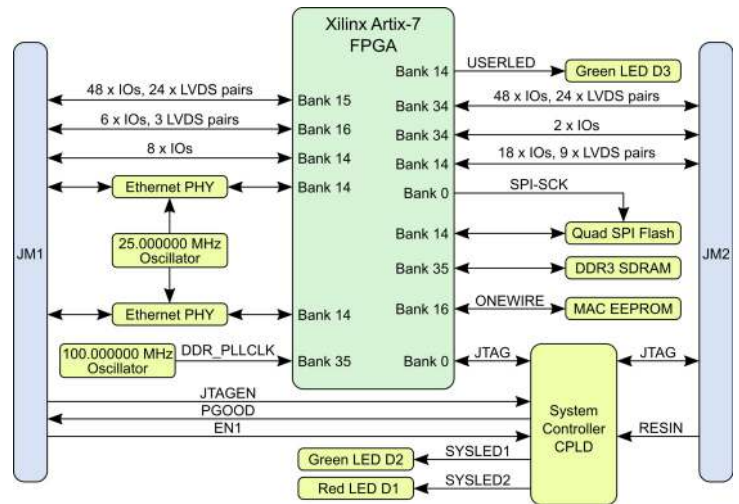 Xilinx Artix-7
FPGA
Bank 14
USERLED
Green LED D3
48 x IOs, 24 x LVDS pairs
Bank 15
Bank 34
48 x IOs, 24 x LVDS pairs
6 x IOs, 3 LVDS pairs
Bank 16
Bank 34
2 x IOs
8 x IOs
Bank 14
Bank 14
18 x IOs, 9 x LVDS pairs
Ethernet PHY
Bank 14
Bank 0
SPI-SCK
JM1
25.000000 MHz
Oscillator
Bank 14
Quad SPI Flash
JM2
Bank 35
DDR3 SDRAM
Ethernet PHY
Bank 14
Bank 16
ONEWIRE
MAC EEPROM
100.000000 MHz
Oscillator
DDR_PLLCLK
Bank 35
Bank 0
JTAG
JTAG
JTAGEN
PGOOD
EN1
System
Controller
CPLD
RESIN
Green LED D2
SYSLED1
Red LED D1
SYSLED2